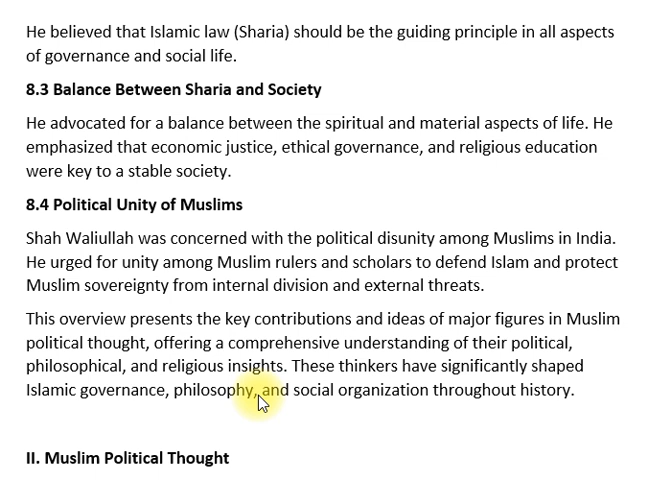 He believed that Islamic law (Sharia) should be the guiding principle in all aspects
of governance and social life.
8.3 Balance Between Sharia and Society
He advocated for a balance between the spiritual and material aspects of life. He
emphasized that economic justice, ethical governance, and religious education
were key to a stable society.
8.4 Political Unity of Muslims
Shah Waliullah was concerned with the political disunity among Muslims in India.
He urged for unity among Muslim rulers and scholars to defend Islam and protect
Muslim sovereignty from internal division and external threats.
This overview presents the key contributions and ideas of major figures in Muslim
political thought, offering a comprehensive understanding of their political,
philosophical, and religious insights. These thinkers have significantly shaped
Islamic governance, philosophy, and social organization throughout history.
II. Muslim Political Thought